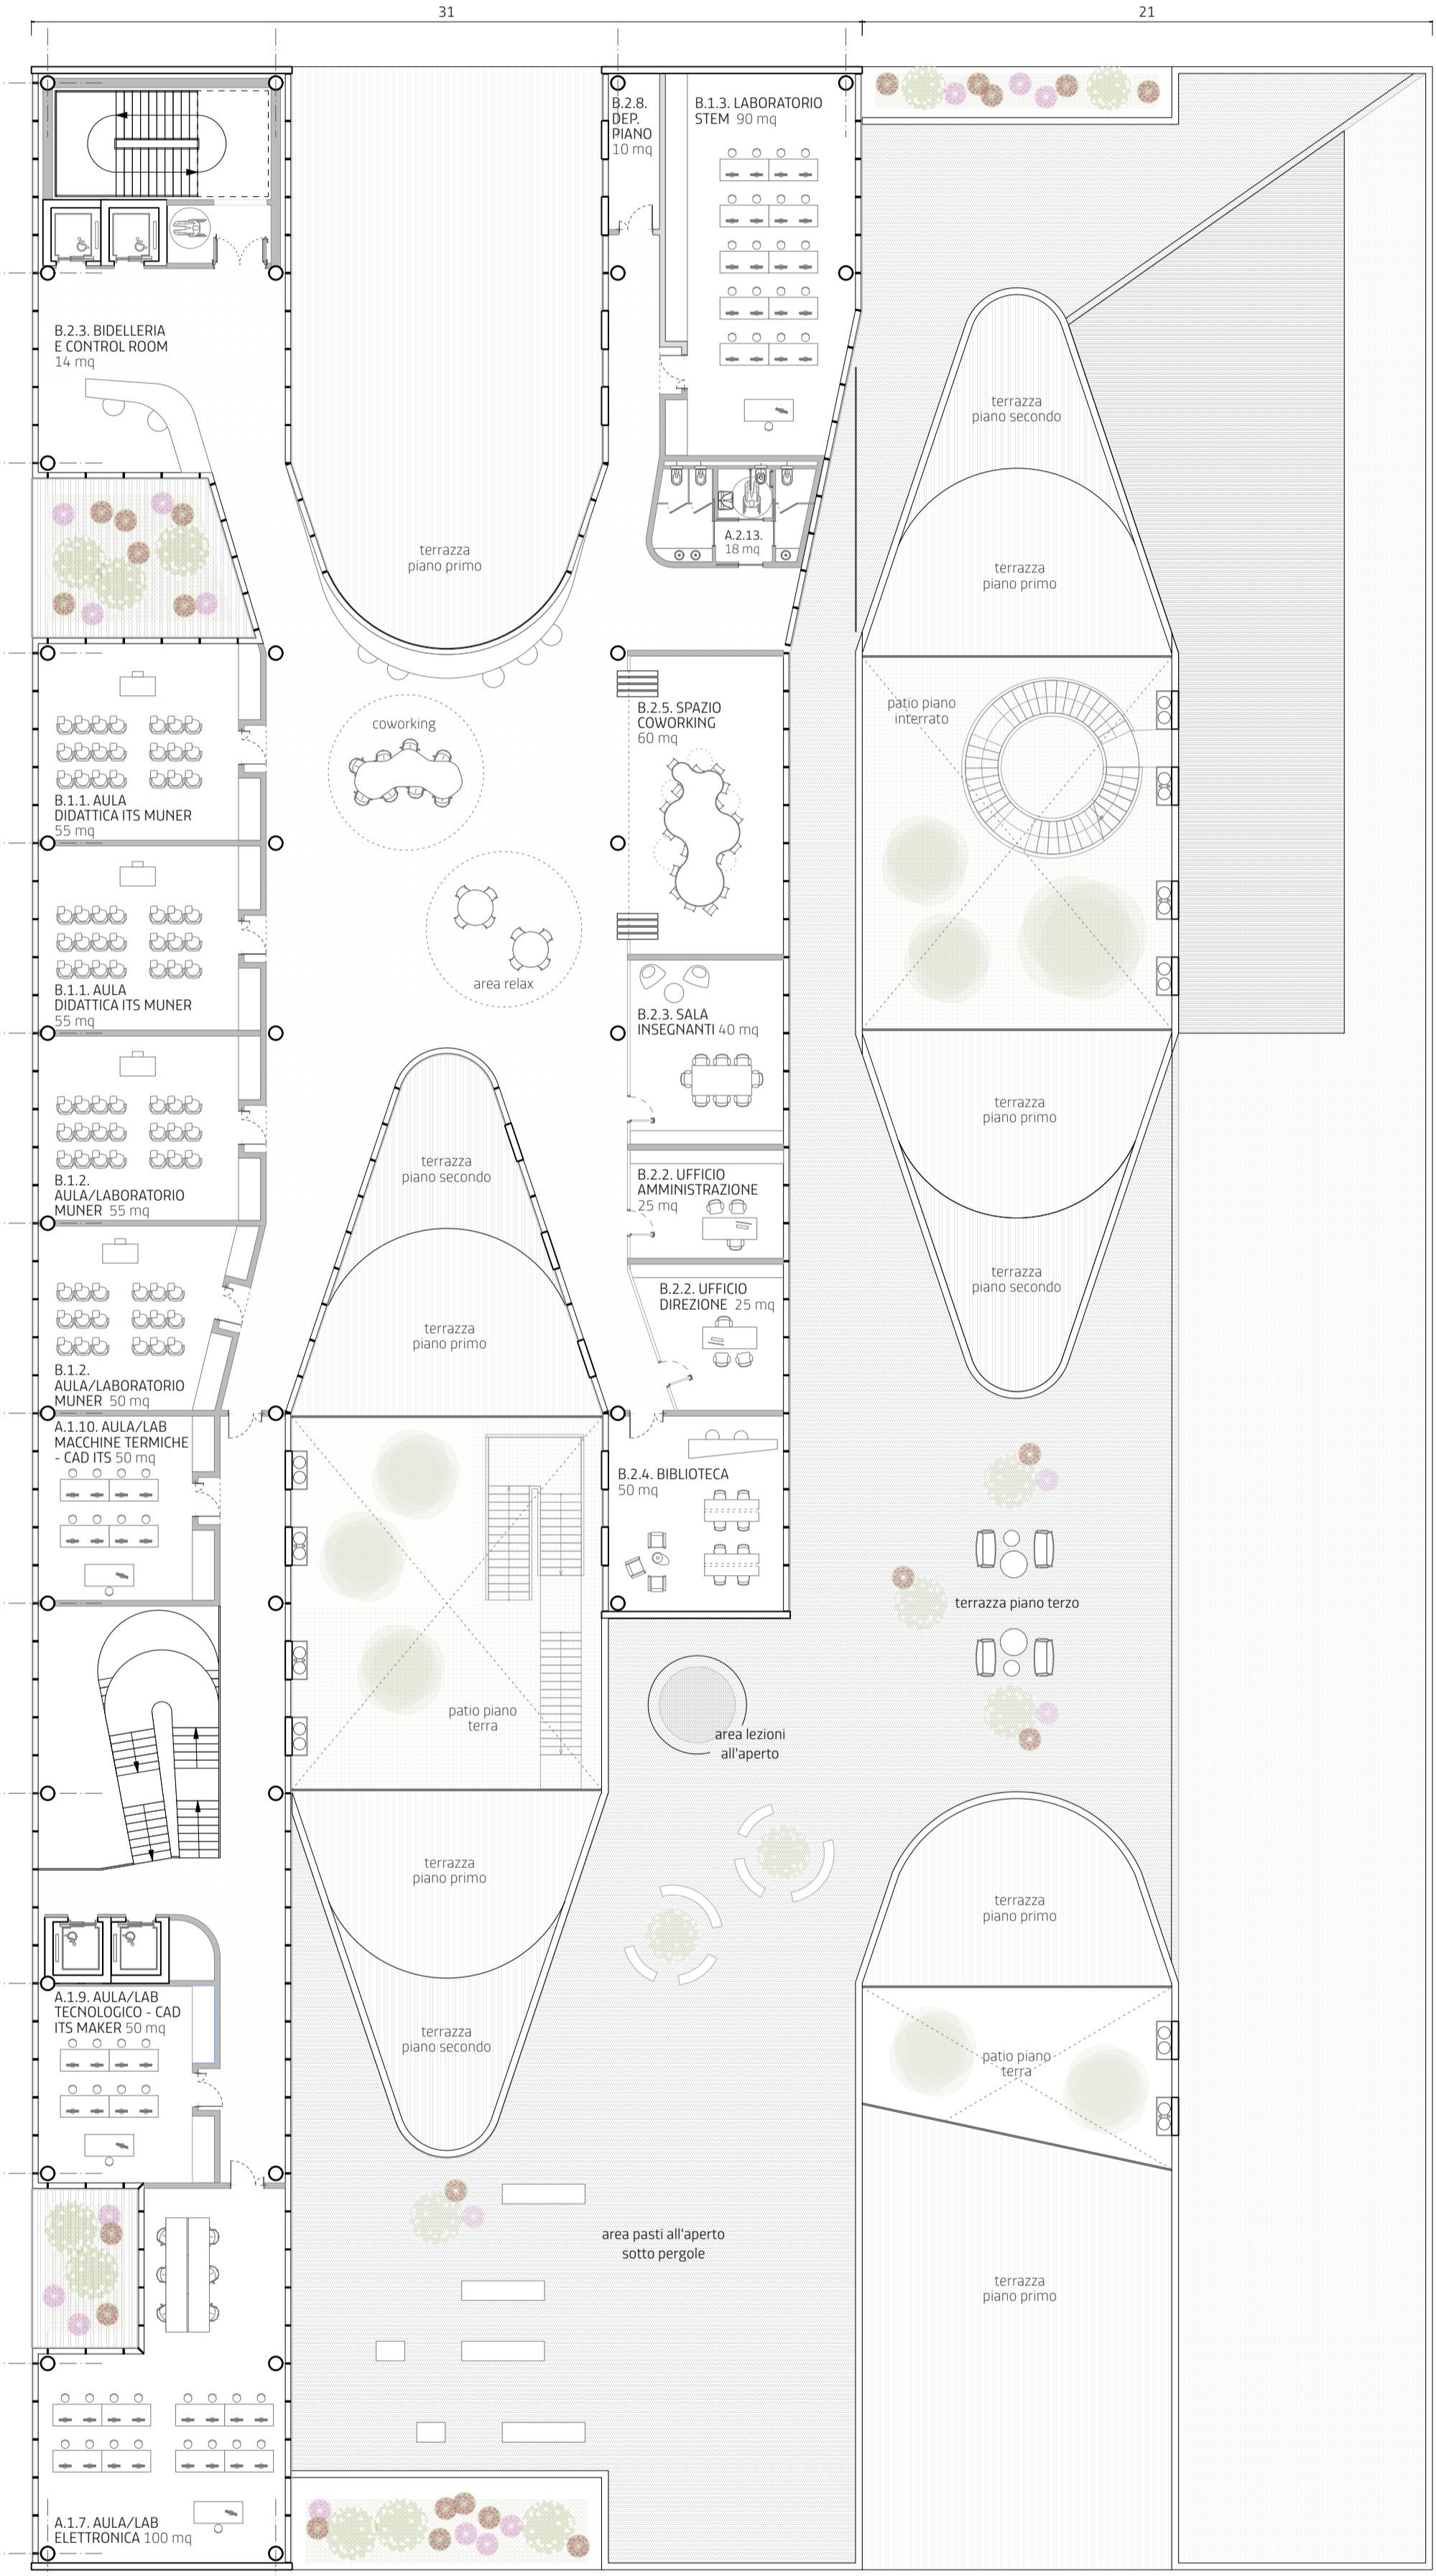 31
21
B.2.8.
DEP.
PIANO
10 mq
B.1.3. LABORATORIO
STEM 90 mq
B.2.3. BIDELLERIA
E CONTROL ROOM
14 mq
terrazza
piano secondo
terrazza
piano primo
A.2.13.
18 mq
terrazza
piano primo
coworking
B.2.5. SPAZIO
COWORKING
60 mq
patio piano
interrato
B.1.1. AULA
DIDATTICA ITS MUNER
55 mq
area relax
B.1.1. AULA
DIDATTICA ITS MUNER
55 mq
B.2.3. SALA
INSEGNANTI 40 mq
terrazza
piano primo
terrazza
piano secondo
B.2.2. UFFICIO
AMMINISTRAZIONE
25 mq
B.1.2.
AULA/LABORATORIO
MUNER 55 mq
terrazza
piano secondo
B.2.2. UFFICIO
DIREZIONE 25 mq
terrazza
piano primo
B.1.2.
AULA/LABORATORIO
MUNER 50 mq
A.1.10. AULA/LAB
MACCHINE TERMICHE
- CAD ITS 50 mq
B.2.4. BIBLIOTECA
50 mq
terrazza piano terzo
patio piano
terra
area lezioni
all'aperto
terrazza
piano primo
terrazza
piano primo
A.1.9. AULA/LAB
TECNOLOGICO - CAD
ITS MAKER 50 mq
terrazza
piano secondo
patio piano
terra
area pasti all'aperto
sotto pergole
terrazza
piano primo
A.1.7. AULA/LAB
ELETTRONICA 100 mq